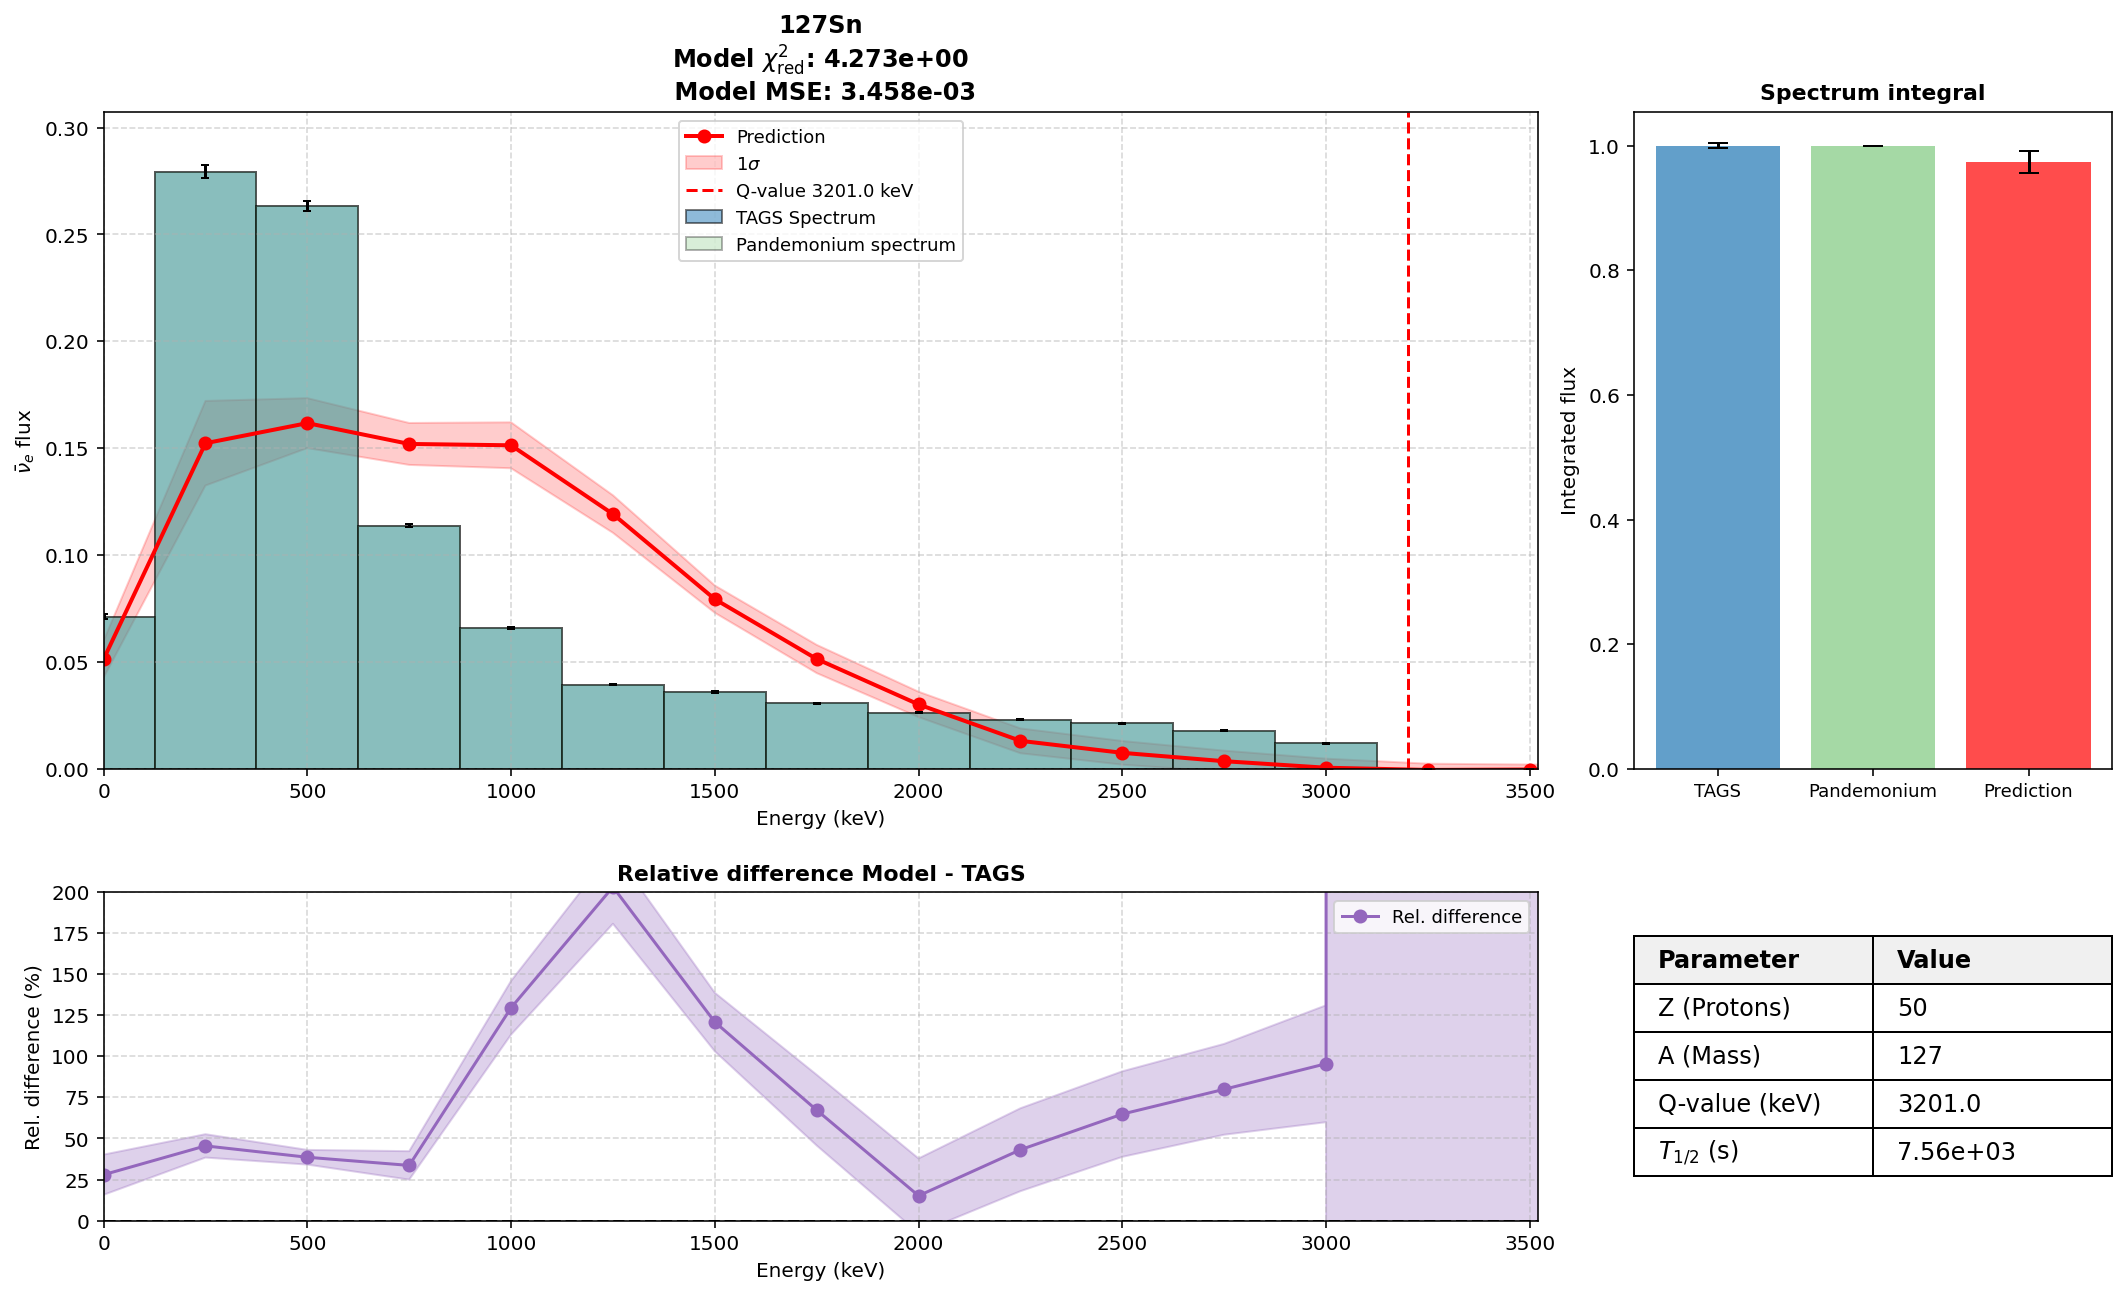 127Sn
Model χ²red: 4.273e+00
Model MSE: 3.458e-03
0.30
0.25
0.20
0.15
0.10
0.05
0.00
ν̄e flux
Prediction
1σ
Q-value 3201.0 keV
TAGS Spectrum
Pandemonium spectrum
0 500 1000 1500 2000 2500 3000 3500
Energy (keV)
Spectrum integral
1.0
0.8
0.6
0.4
0.2
0.0
Integrated flux
TAGS Pandemonium Prediction
Relative difference Model - TAGS
200
175
150
125
100
75
50
25
0
Rel. difference (%)
Rel. difference
0 500 1000 1500 2000 2500 3000 3500
Energy (keV)
Parameter Value
Z (Protons) 50
A (Mass) 127
Q-value (keV) 3201.0
T1/2 (s) 7.56e+03